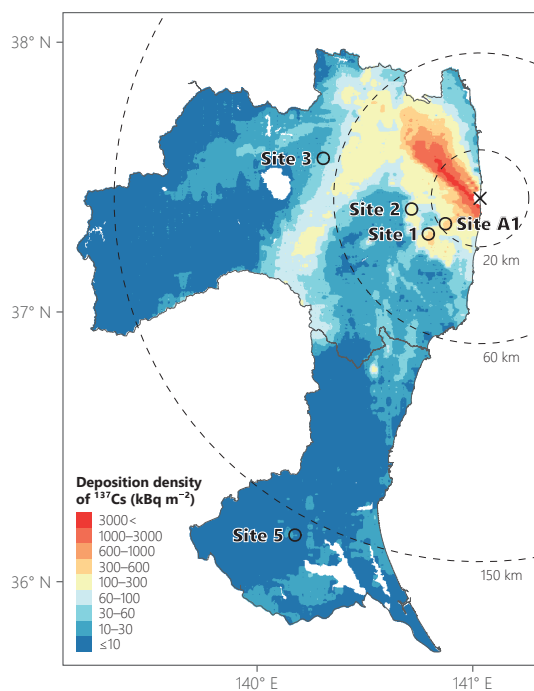 38° N
Site 3
Site 2
Site A1
Site 1
20 km
37° N
60 km
Deposition density
of ¹³⁷Cs (kBq m⁻²)
3000<
1000–3000
600–1000
300–600
100–300
60–100
30–60
10–30
≤10
Site 5
36° N
150 km
140° E
141° E